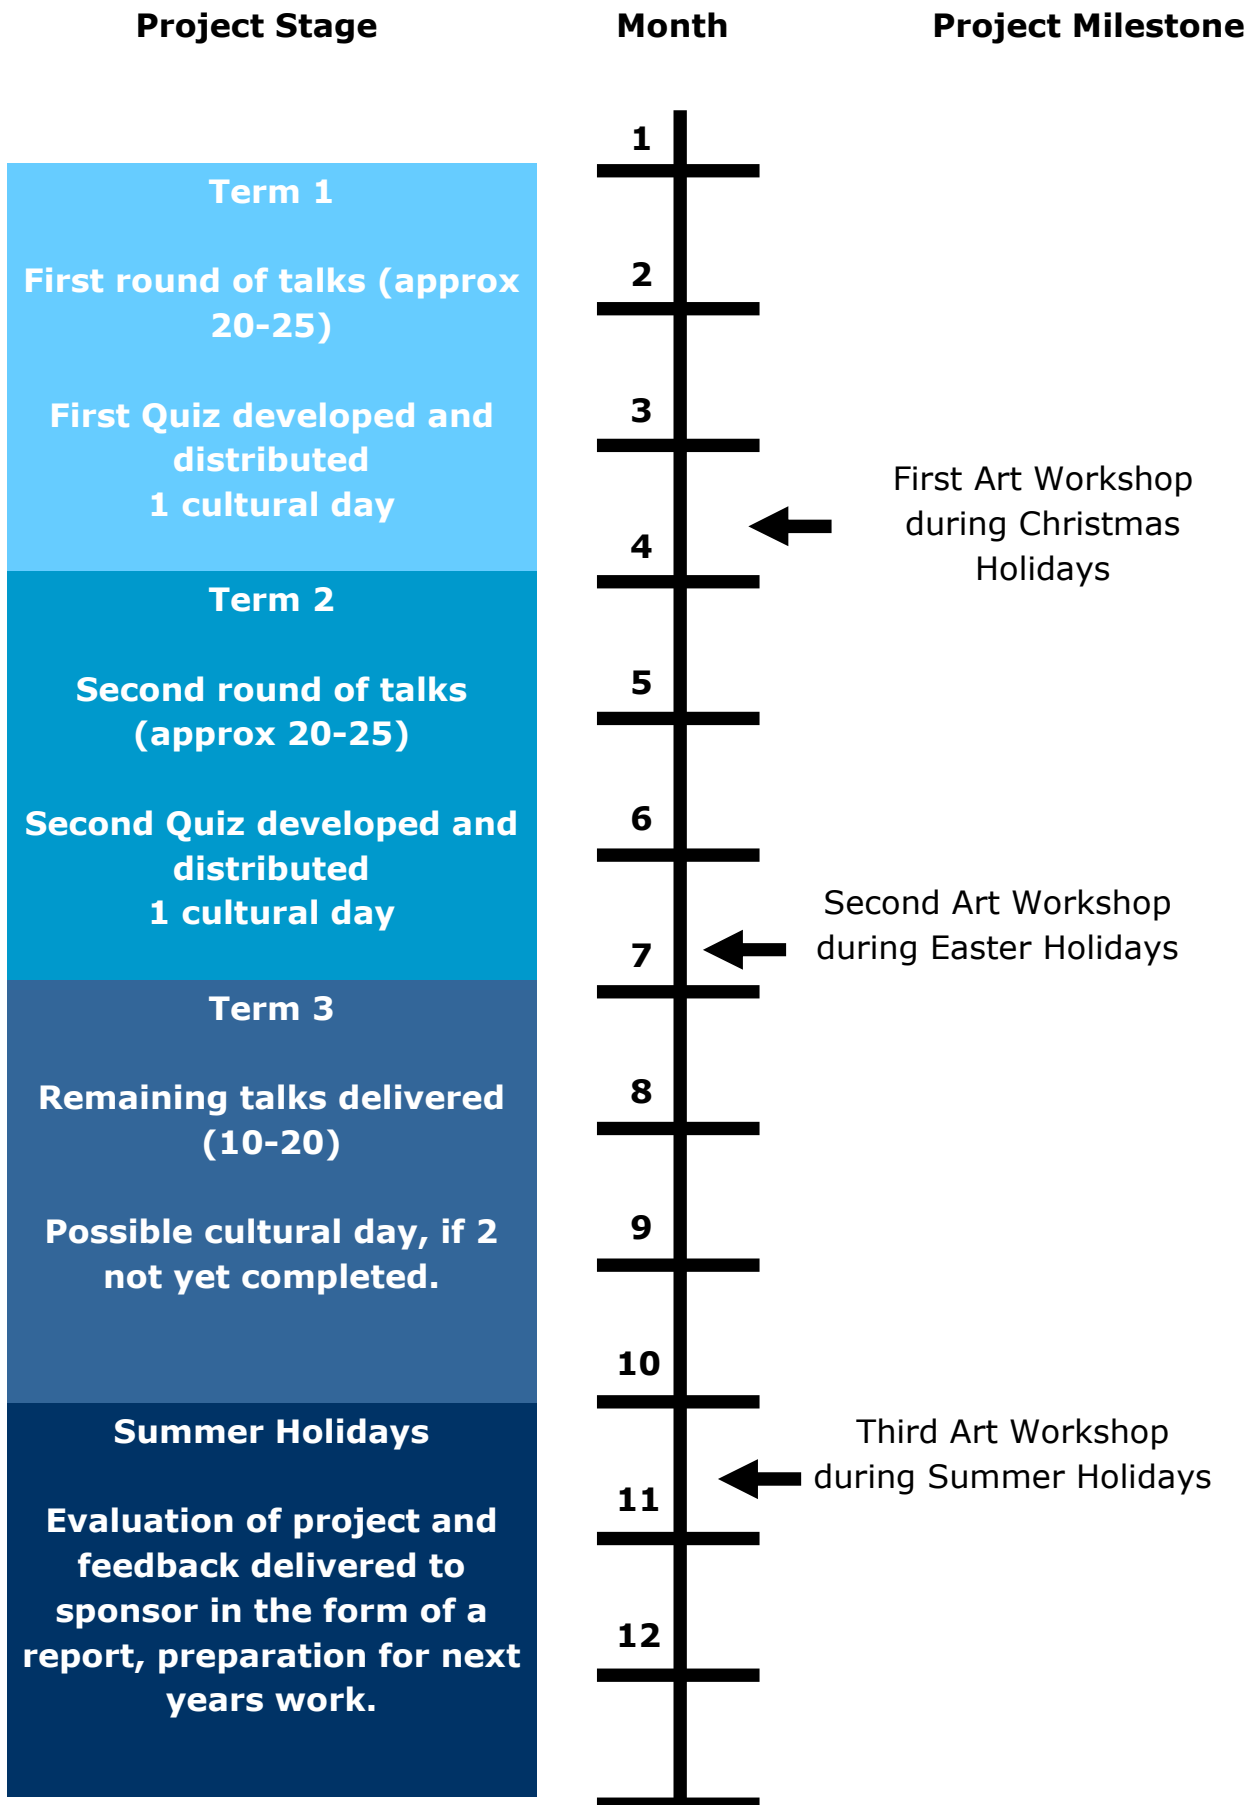 Project Stage
Month
Project Milestone
1
Term 1
2
First round of talks (approx
20-25)
3
First Quiz developed and
distributed
1 cultural day
First Art Workshop
during Christmas
Holidays
4
Term 2
5
Second round of talks
(approx 20-25)
6
Second Quiz developed and
distributed
1 cultural day
Second Art Workshop
during Easter Holidays
7
Term 3
8
Remaining talks delivered
(10-20)
9
Possible cultural day, if 2
not yet completed.
10
Summer Holidays
Third Art Workshop
during Summer Holidays
11
Evaluation of project and
feedback delivered to
sponsor in the form of a
report, preparation for next
years work.
12